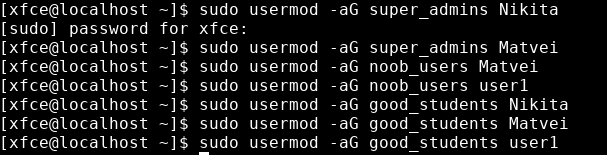 [xfce@localhost ~]$ sudo usermod -aG super_admins Nikita
[sudo] password for xfce:
[xfce@localhost ~]$ sudo usermod -aG super_admins Matvei
[xfce@localhost ~]$ sudo usermod -aG noob_users Matvei
[xfce@localhost ~]$ sudo usermod -aG noob_users user1
[xfce@localhost ~]$ sudo usermod -aG good_students Nikita
[xfce@localhost ~]$ sudo usermod -aG good_students Matvei
[xfce@localhost ~]$ sudo usermod -aG good_students user1